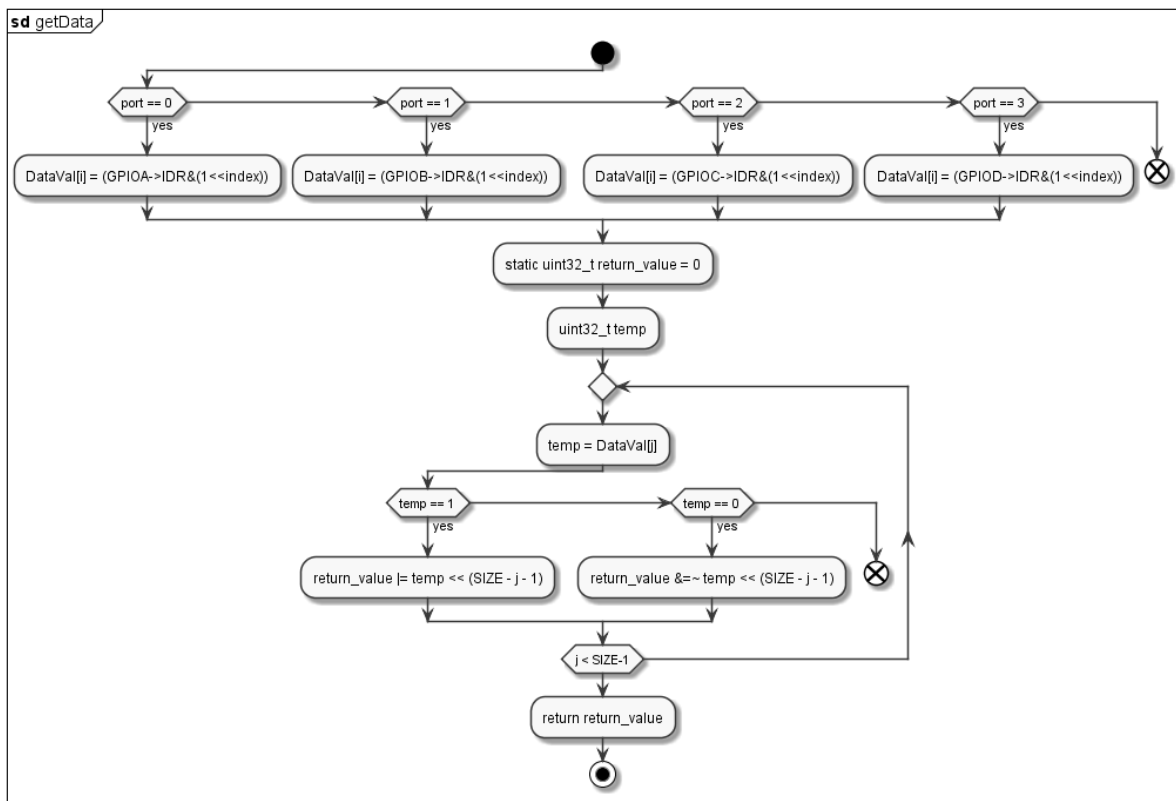 sd getData
port == 0
port == 1
port == 2
port == 3
yes
yes
yes
yes
DataVal[i] = (GPIOA->IDR&(1<<index))
DataVal[i] = (GPIOB->IDR&(1<<index))
DataVal[i] = (GPIOC->IDR&(1<<index))
DataVal[i] = (GPIOD->IDR&(1<<index))
static uint32_t return_value = 0
uint32_t temp
temp = DataVal[j]
temp == 1
temp == 0
yes
yes
return_value |= temp << (SIZE - j - 1)
return_value &=~ temp << (SIZE - j - 1)
j < SIZE-1
return return_value